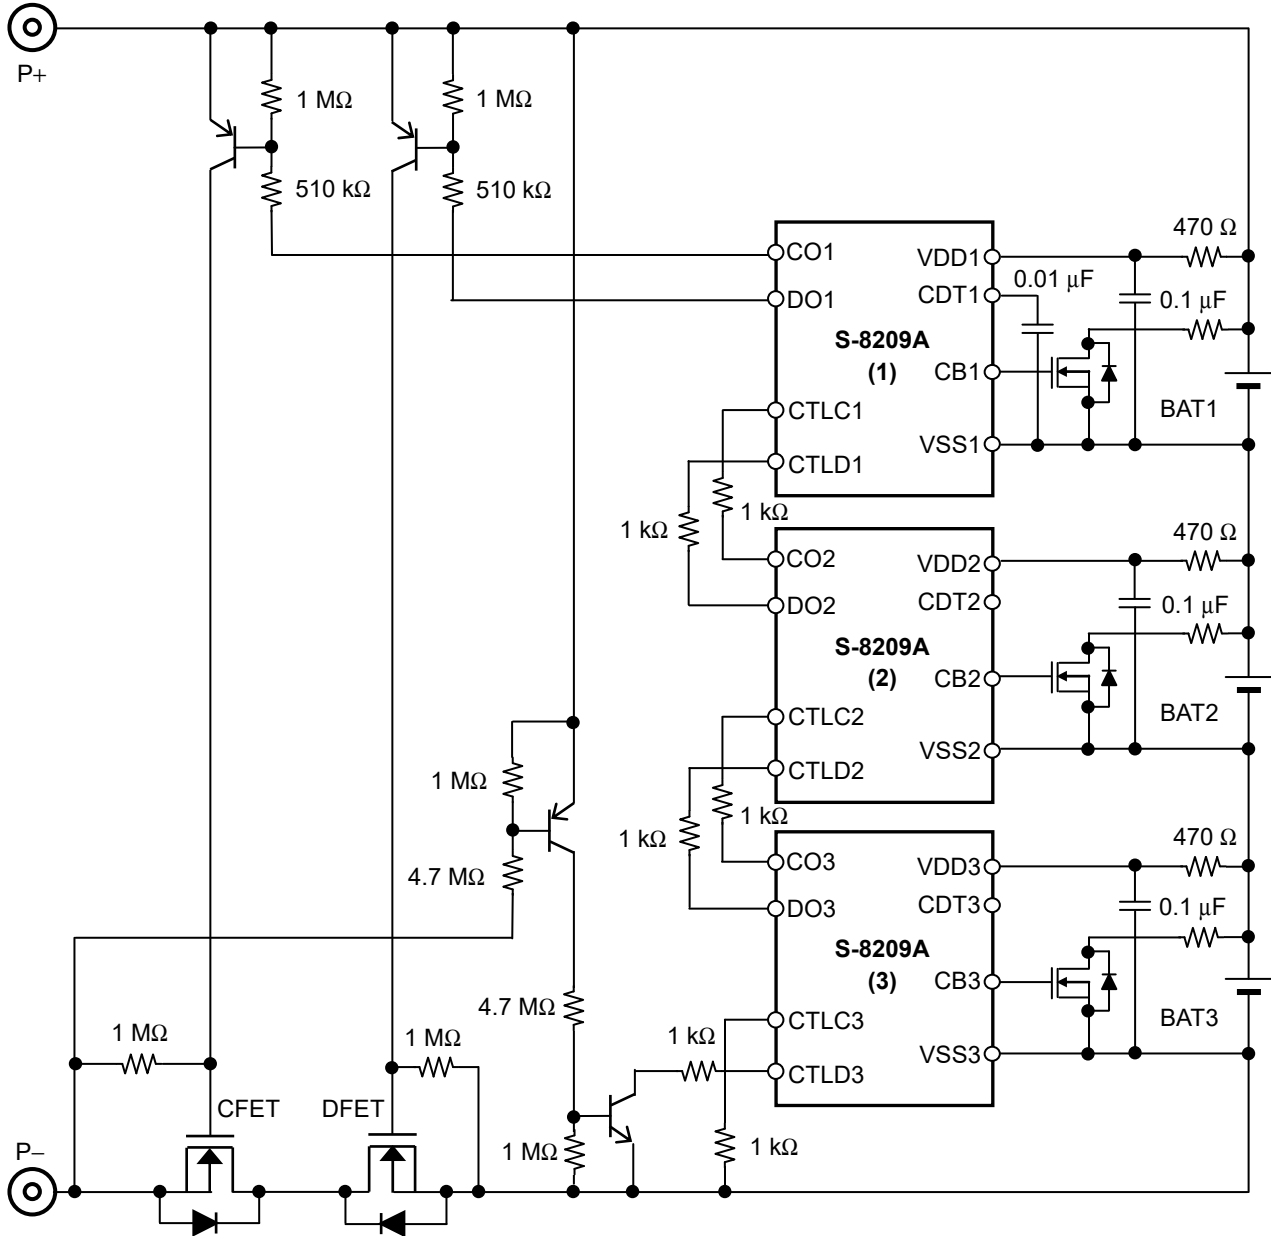 P+
1 MΩ
1 MΩ
510 kΩ
510 kΩ
470 Ω
CO1
VDD1
0.01 µF
DO1
CDT1
0.1 µF
S-8209A
(1)
CB1
BAT1
CTLC1
VSS1
CTLD1
1 kΩ
1 kΩ
470 Ω
CO2
VDD2
DO2
CDT2
0.1 µF
S-8209A
(2)
CB2
BAT2
CTLC2
VSS2
CTLD2
1 MΩ
1 kΩ
1 kΩ
470 Ω
CO3
VDD3
4.7 MΩ
DO3
CDT3
0.1 µF
S-8209A
(3)
CB3
4.7 MΩ
BAT3
CTLC3
1 MΩ
1 MΩ
1 kΩ
VSS3
CTLD3
CFET
DFET
P−
1 MΩ
1 kΩ